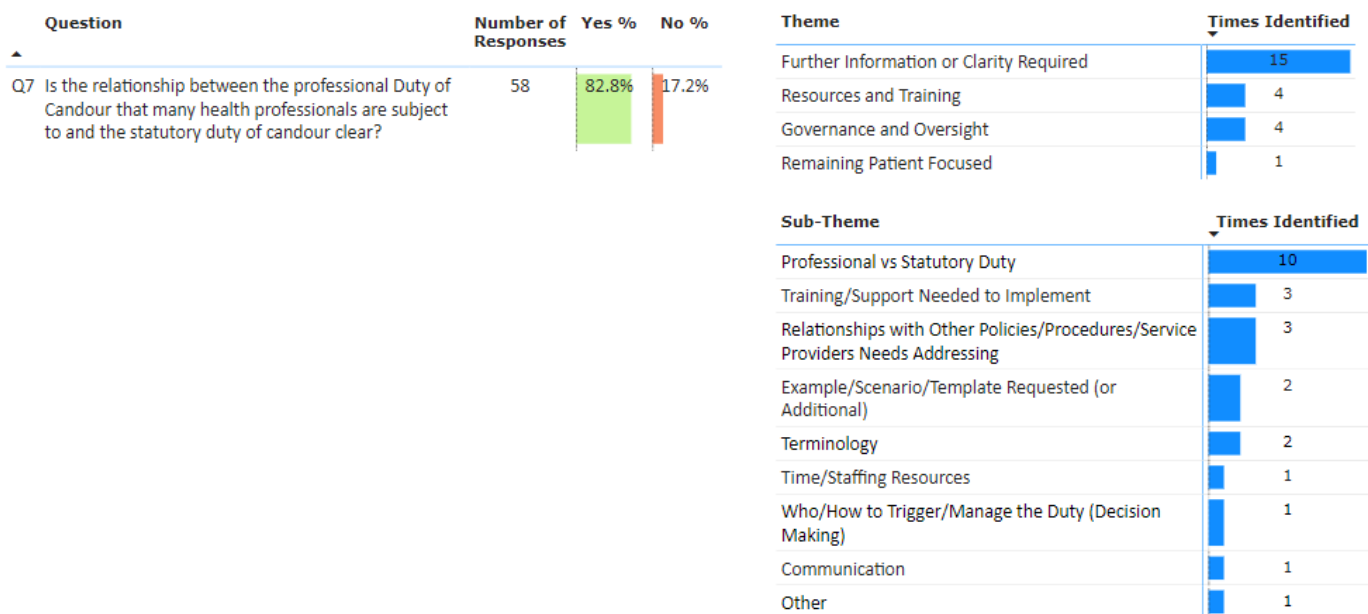 Question Number of Responses Yes % No %
Q7 Is the relationship between the professional Duty of
Candour that many health professionals are subject
to and the statutory duty of candour clear?
58 82.8% 17.2%
Theme Times Identified
Further Information or Clarity Required 15
Resources and Training 4
Governance and Oversight 4
Remaining Patient Focused 1
Sub-Theme Times Identified
Professional vs Statutory Duty 10
Training/Support Needed to Implement 3
Relationships with Other Policies/Procedures/Service 3
Providers Needs Addressing
Example/Scenario/Template Requested (or 2
Additional)
Terminology 2
Time/Staffing Resources 1
Who/How to Trigger/Manage the Duty (Decision 1
Making)
Communication 1
Other 1